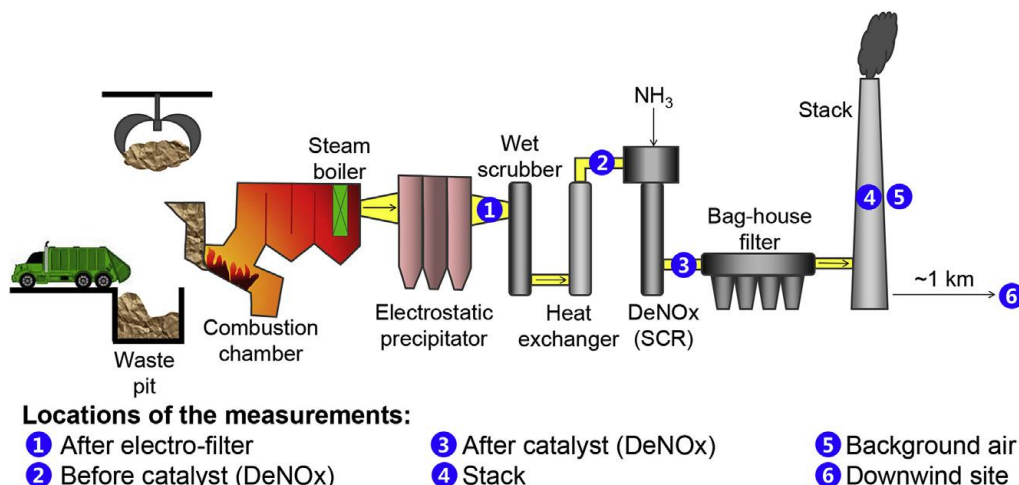 NH₃
Stack
Wet
scrubber
Steam
boiler
2
1
4
5
Bag-house
filter
3
~1 km
6
Electrostatic
precipitator
Heat
exchanger
DeNOx
(SCR)
Combustion
chamber
Waste
pit
Locations of the measurements:
1 After electro-filter
2 Before catalyst (DeNOx)
3 After catalyst (DeNOx)
4 Stack
5 Background air
6 Downwind site